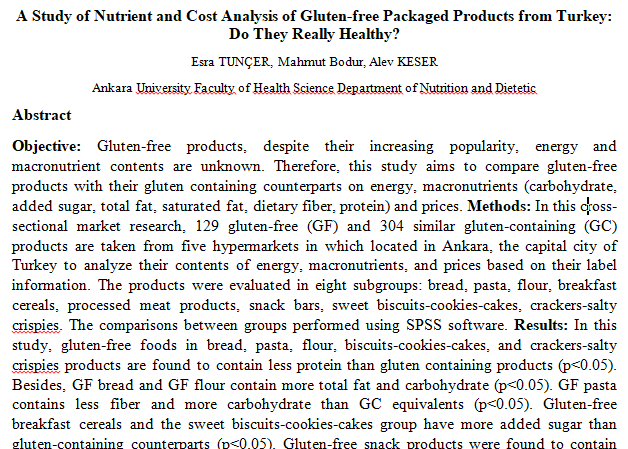 A Study of Nutrient and Cost Analysis of Gluten-free Packaged Products from Turkey:
Do They Really Healthy?
Esra TUNÇER, Mahmut Bodur, Alev KESER
Ankara University Faculty of Health Science Department of Nutrition and Dietetic
Abstract
Objective: Gluten-free products, despite their increasing popularity, energy and
macronutrient contents are unknown. Therefore, this study aims to compare gluten-free
products with their gluten containing counterparts on energy, macronutrients (carbohydrate,
added sugar, total fat, saturated fat, dietary fiber, protein) and prices. Methods: In this cross-
sectional market research, 129 gluten-free (GF) and 304 similar gluten-containing (GC)
products are taken from five hypermarkets in which located in Ankara, the capital city of
Turkey to analyze their contents of energy, macronutrients, and prices based on their label
information. The products were evaluated in eight subgroups: bread, pasta, flour, breakfast
cereals, processed meat products, snack bars, sweet biscuits-cookies-cakes, crackers-salty
crispies. The comparisons between groups performed using SPSS software. Results: In this
study, gluten-free foods in bread, pasta, flour, biscuits-cookies-cakes, and crackers-salty
crispies products are found to contain less protein than gluten containing products (p<0.05).
Besides, GF bread and GF flour contain more total fat and carbohydrate (p<0.05). GF pasta
contains less fiber and more carbohydrate than GC equivalents (p<0.05). Gluten-free
breakfast cereals and the sweet biscuits-cookies-cakes group have more added sugar than
gluten-containing counterparts (p<0.05). Gluten-free snack products were found to contain